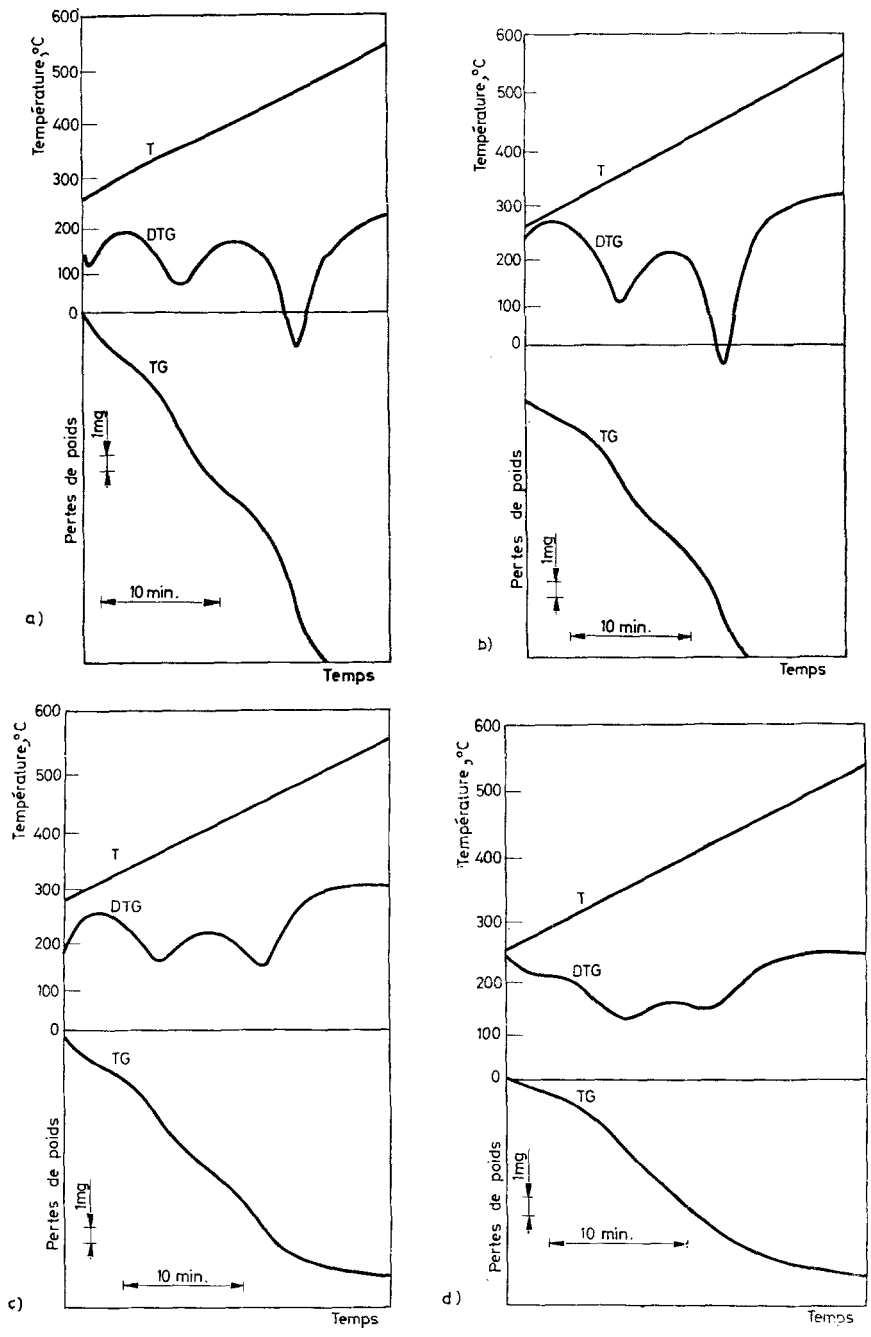 600
Température,°C
500
400
T
300
200
DTG
100
0
TG
Pertes de poids
1mg
10 min.
a)
Temps
600
Température,°C
500
400
T
300
DTG
200
100
0
TG
Pertes de poids
1mg
10 min.
b)
Temps
600
Température,°C
500
400
T
300
DTG
200
100
0
TG
Pertes de poids
1mg
10 min.
c)
Temps
600
Température,°C
500
400
T
300
DTG
200
100
0
TG
Pertes de poids
1mg
10 min.
d)
Temps